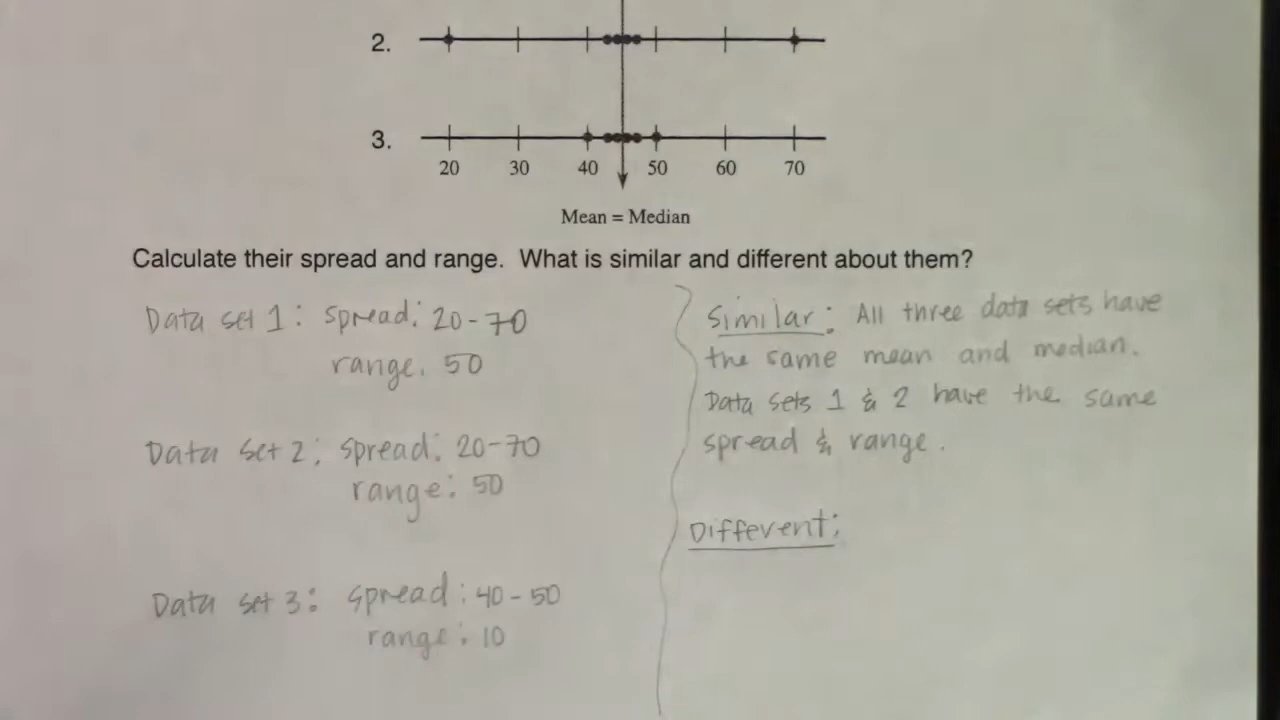 2.
3.
20 30 40 50 60 70
Mean = Median
Calculate their spread and range. What is similar and different about them?
Data set 1: spread: 20-70
range. 50
Data set 2: spread: 20-70
range: 50
Data set 3: spread: 40-50
range: 10
Similar: All three data sets have
the same mean and median.
Data sets 1 & 2 have the same
spread & range.
Different: